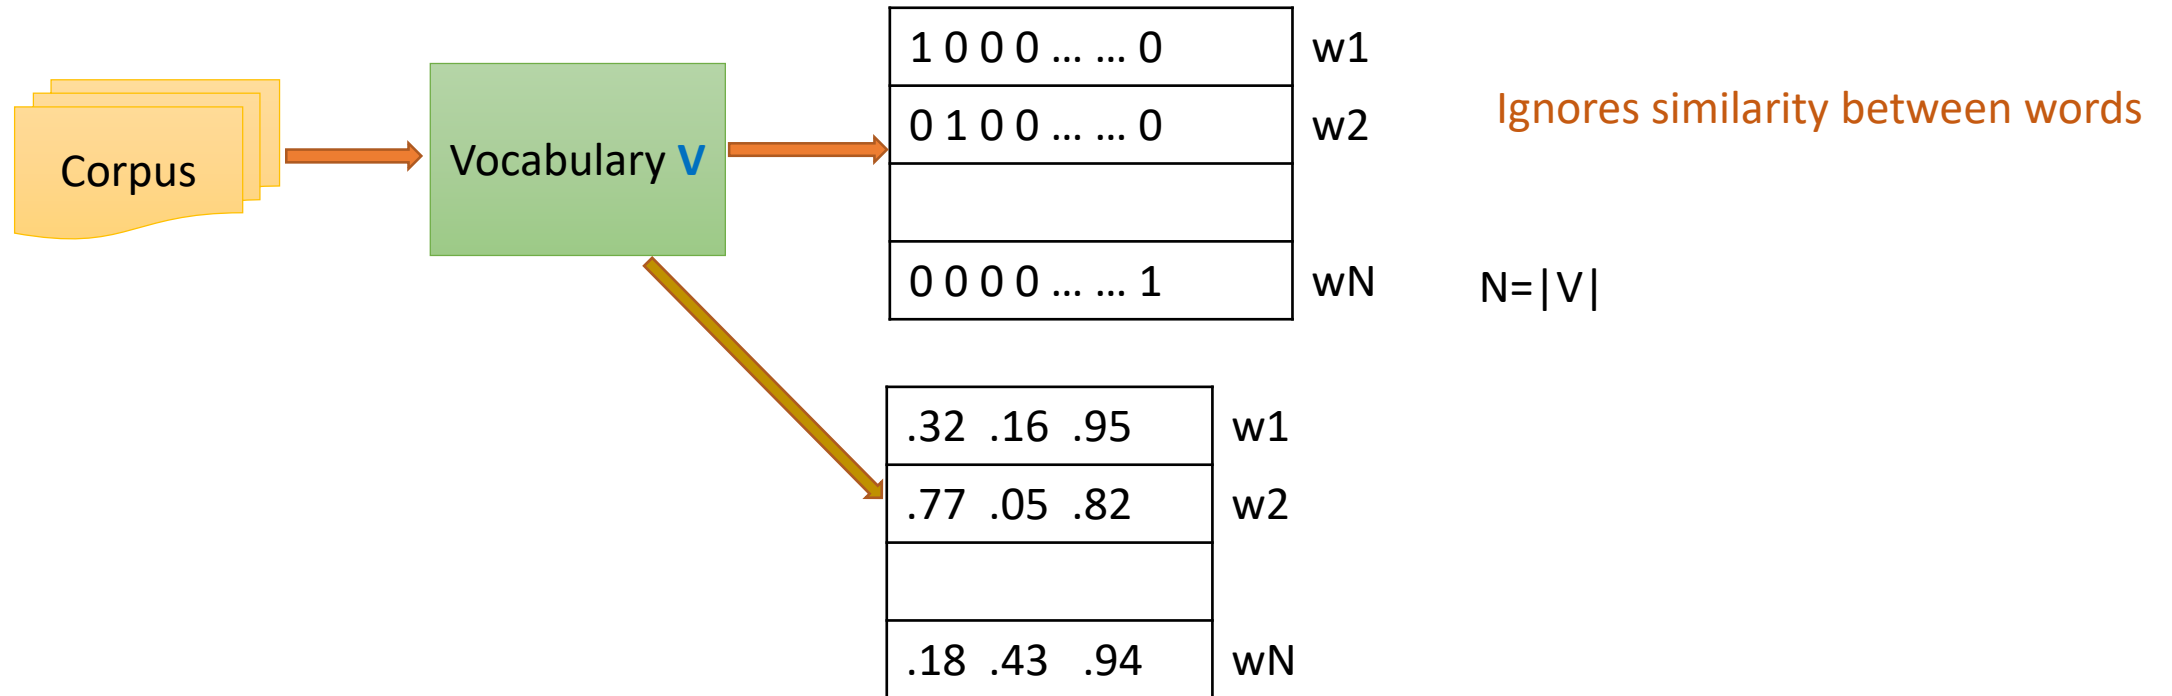 Corpus
Vocabulary V
1 0 0 0 ... ... 0 w1
0 1 0 0 ... ... 0 w2
0 0 0 0 ... ... 1 wN
Ignores similarity between words
N=|V|
.32 .16 .95 w1
.77 .05 .82 w2
.18 .43 .94 wN